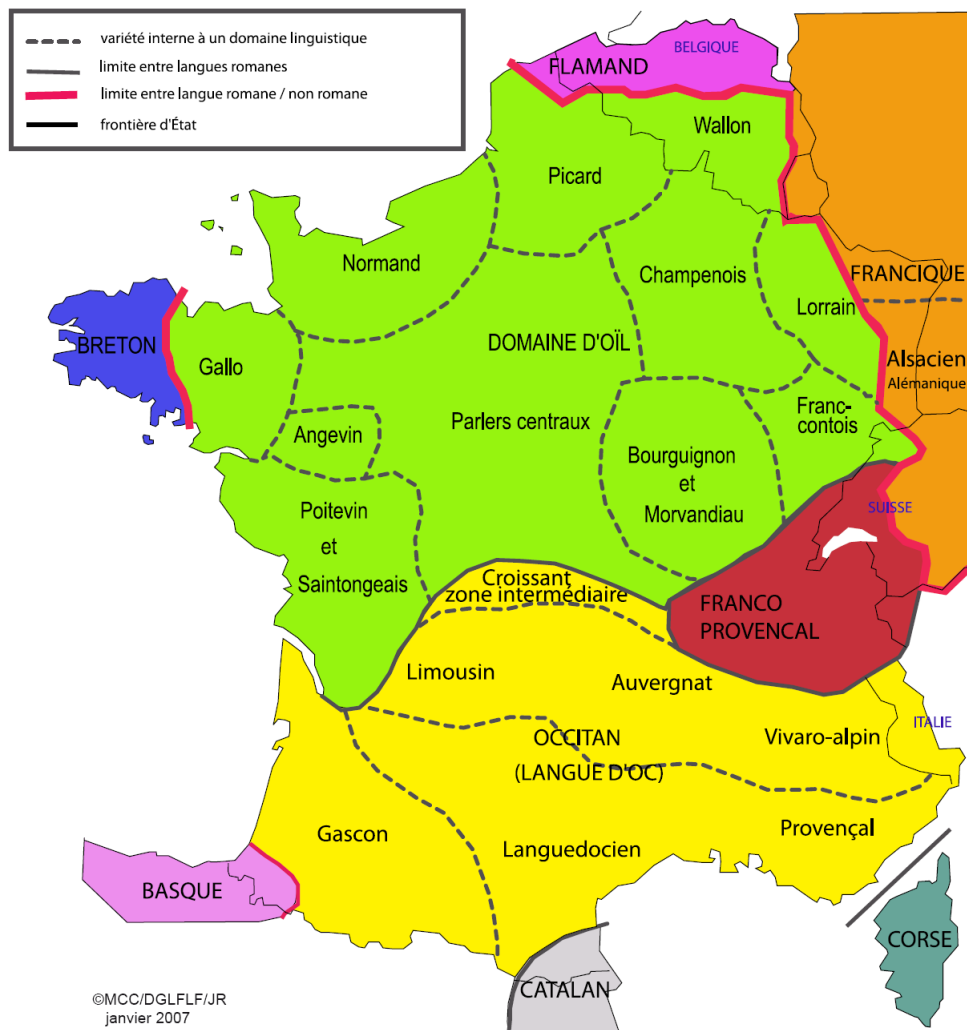 variété interne à un domaine linguistique
limite entre langues romanes
limite entre langue romane / non romane
frontière d'État
BELGIQUE
FLAMAND
Wallon
Picard
Normand
Champenois
FRANCIQUE
Lorrain
BRETON
Gallo
DOMAINE D'OÏL
Alsacien
Alémanique
Angevin
Parlers centraux
Franc-
contois
Bourguignon
et
Morvandiau
Poitevin
et
Saintongeais
SUISSE
Croissant
zone intermédiaire
FRANCO
PROVENCAL
Limousin
Auvergnat
ITALIE
Vivaro-alpin
OCCITAN
(LANGUE D'OC)
Gascon
Languedocien
Provençal
BASQUE
CORSE
CATALAN
©MCC/DGLFLF/JR
janvier 2007